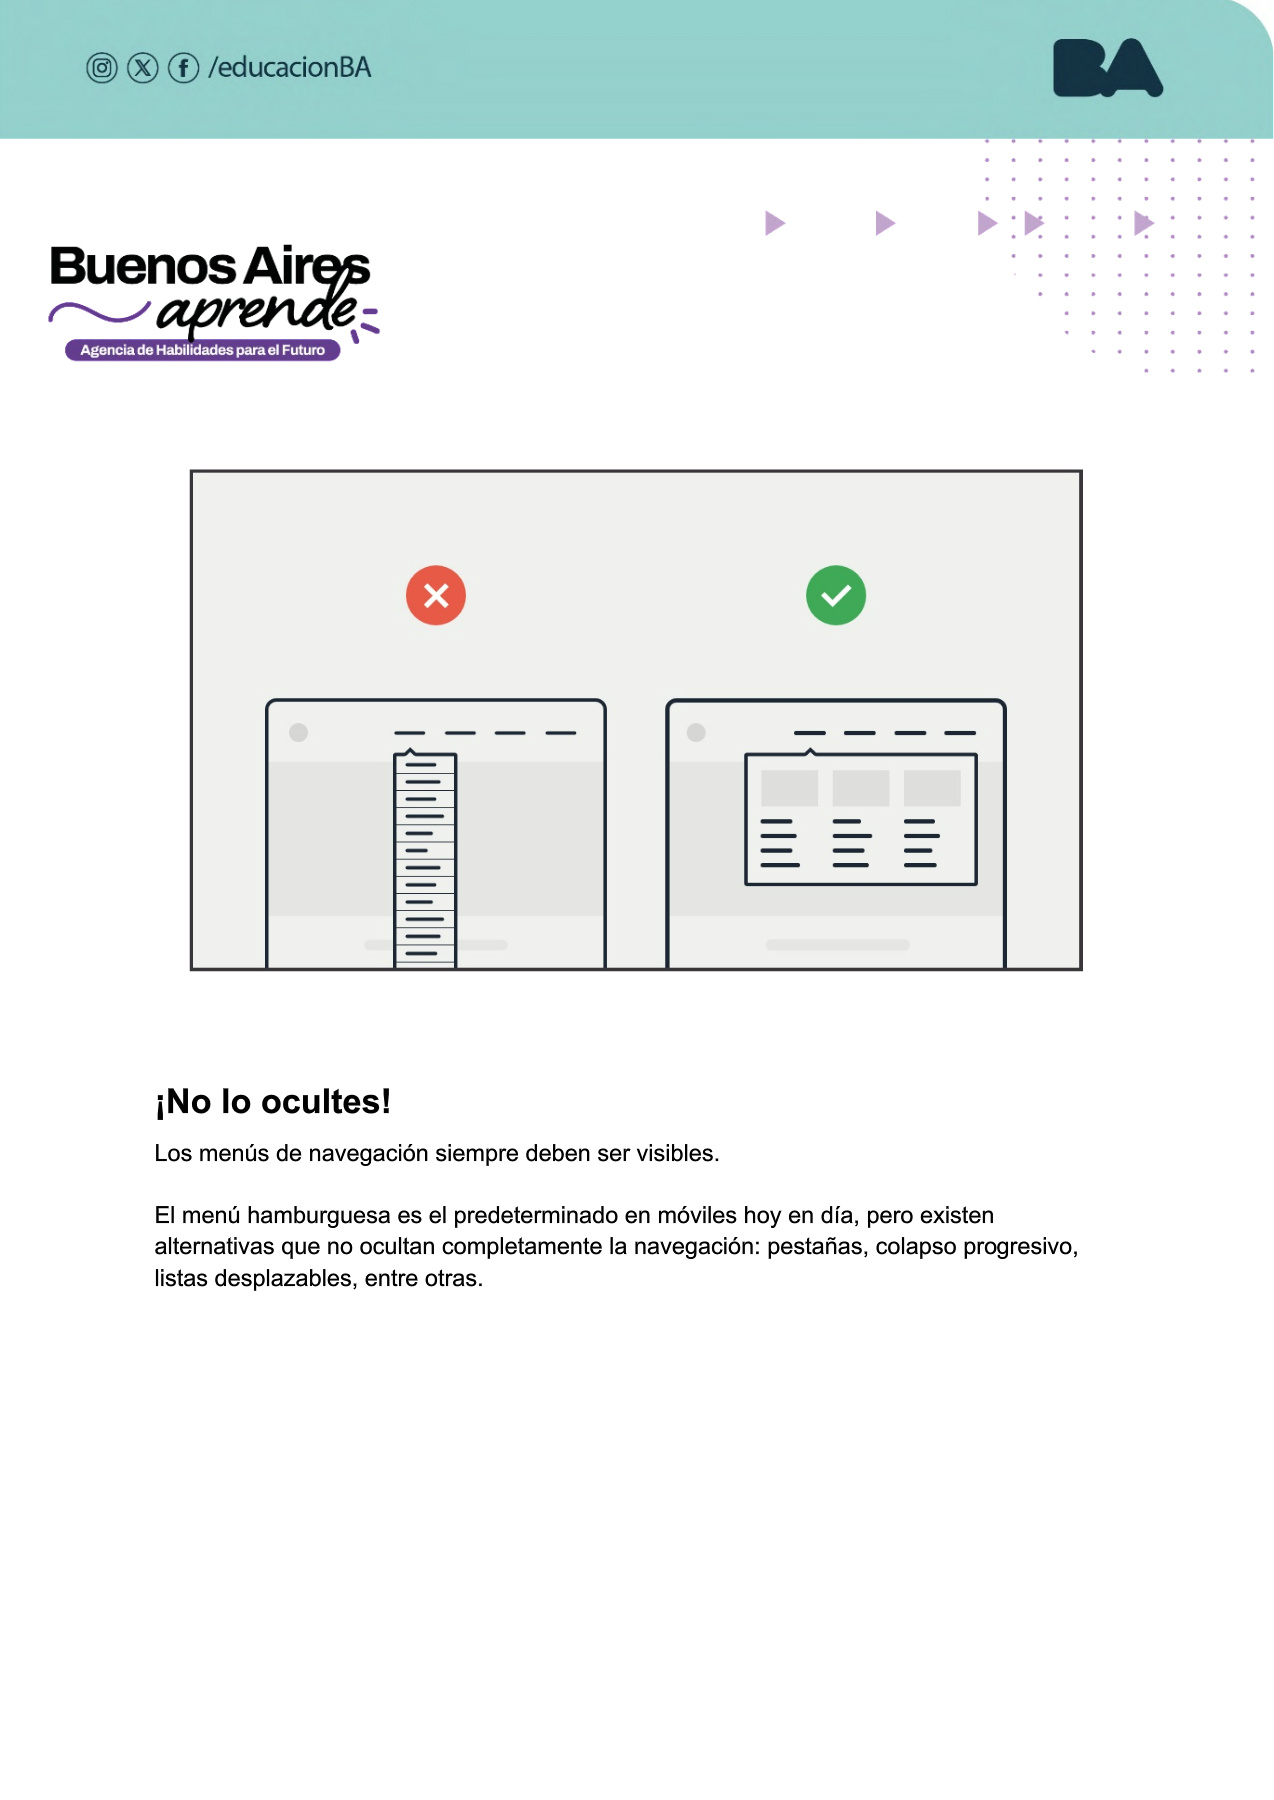 /educacionBA
BA
Buenos Aires
aprende
Agencia de Habilidades para el Futuro
¡No lo ocultes!
Los menús de navegación siempre deben ser visibles.
El menú hamburguesa es el predeterminado en móviles hoy en día, pero existen
alternativas que no ocultan completamente la navegación: pestañas, colapso progresivo,
listas desplazables, entre otras.